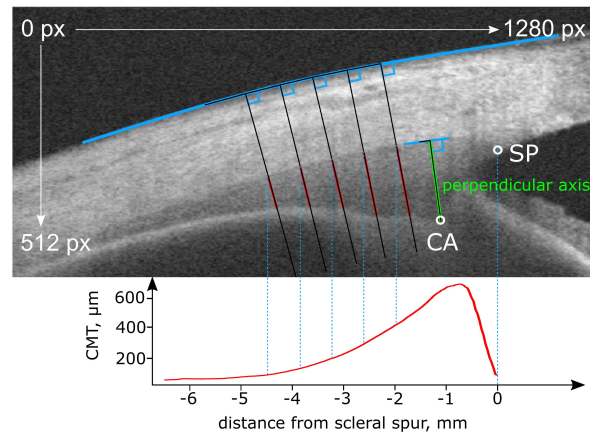 0 px
1280 px
SP
perpendicular axis
CA
512 px
CMT, μm
600
400
200
-6 -5 -4 -3 -2 -1 0
distance from scleral spur, mm